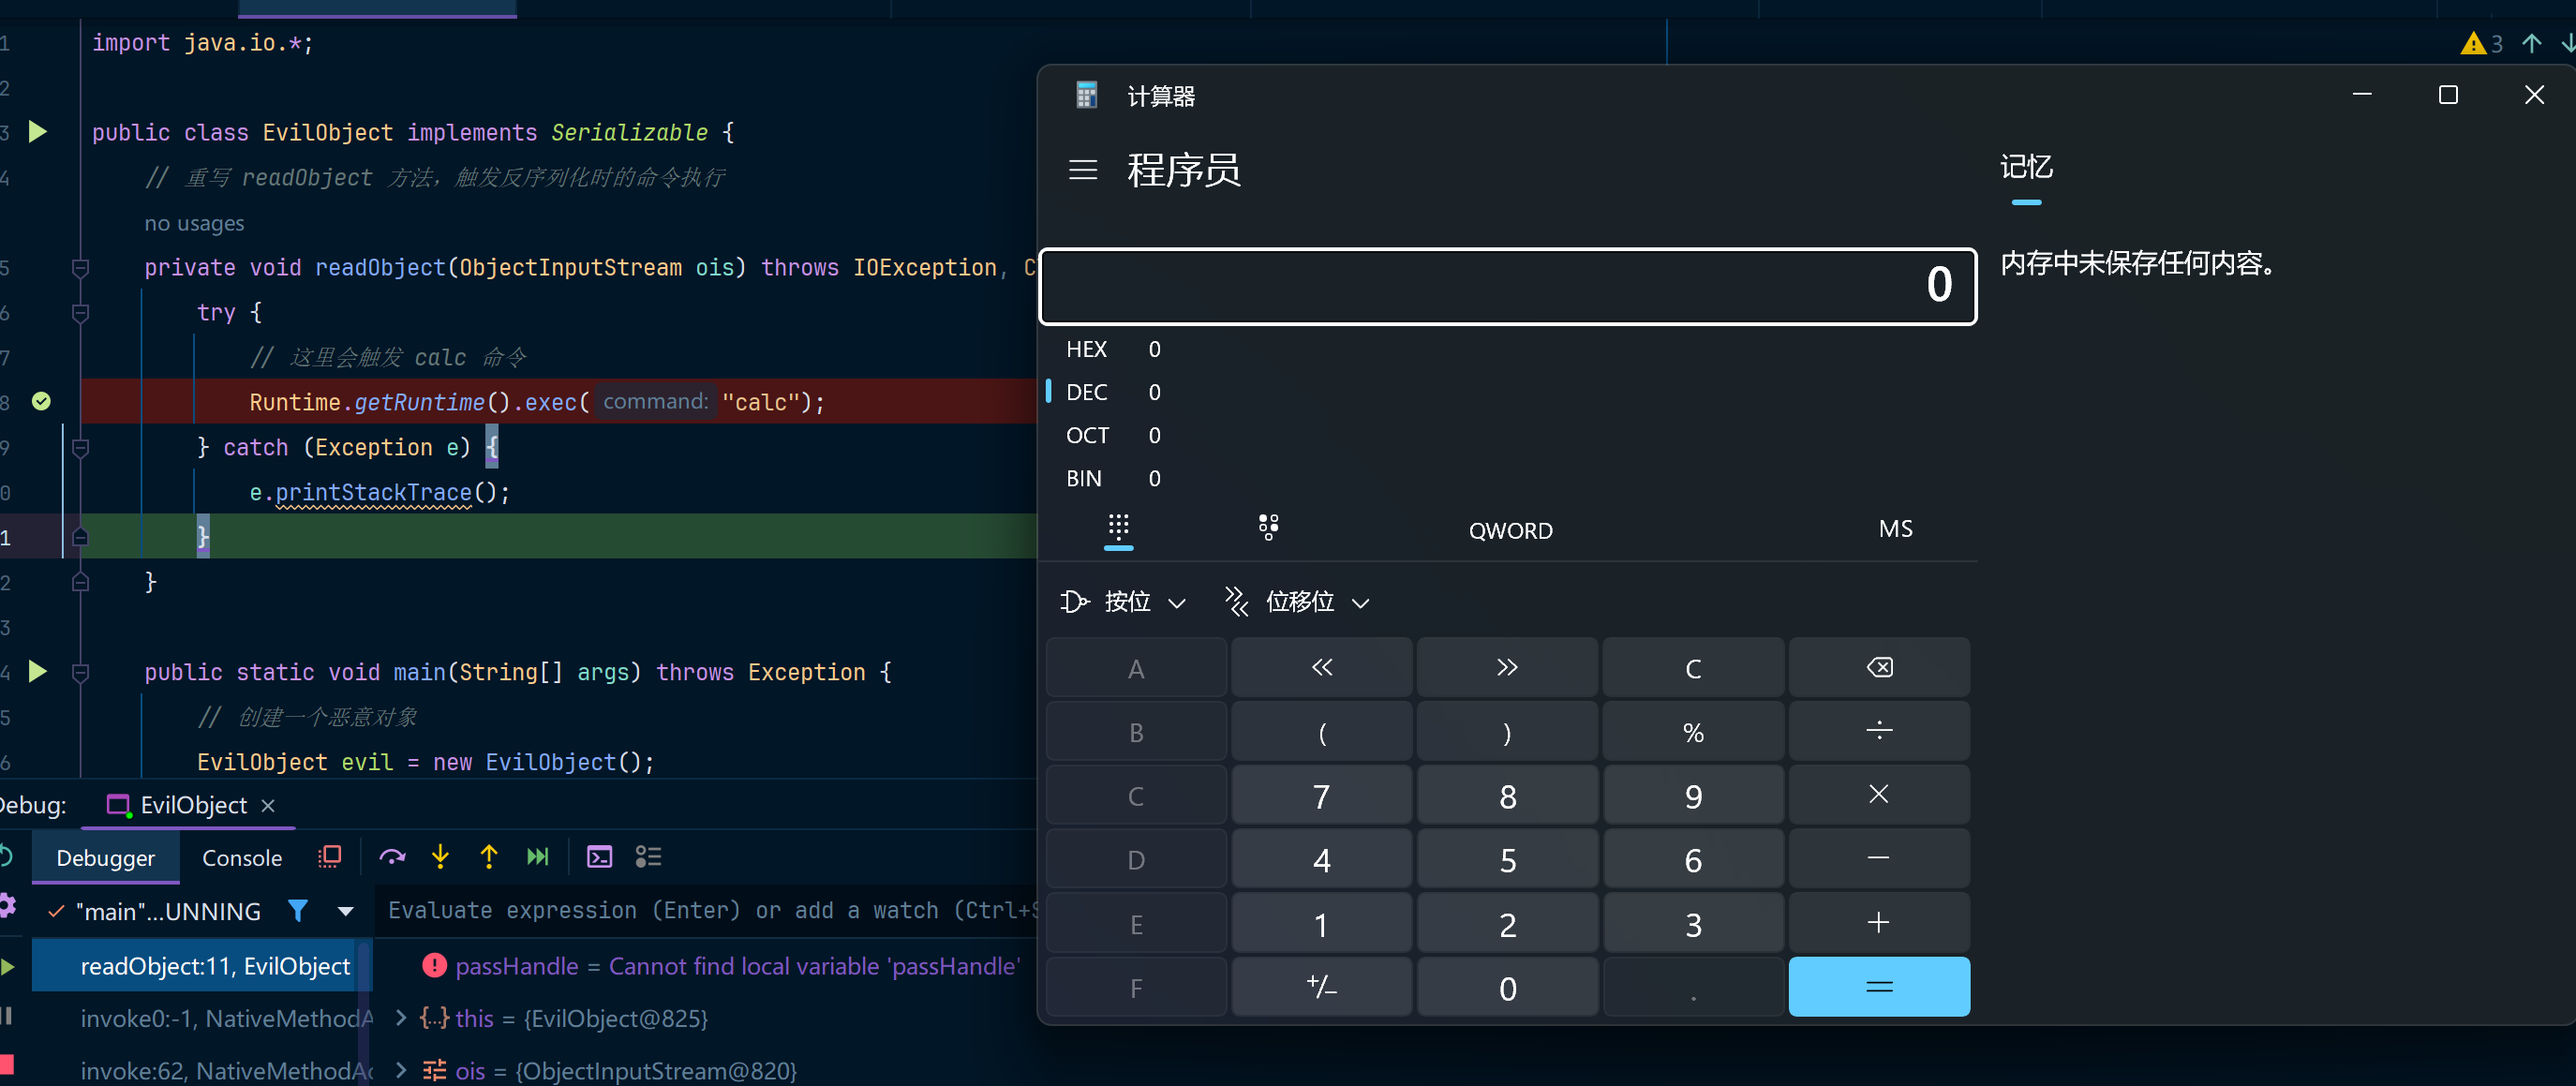 1 import java.io.*;
2
3 public class EvilObject implements Serializable {
4 // 重写 readObject 方法，触发反序列化时的命令执行
no usages
5 private void readObject(ObjectInputStream ois) throws IOException, C
6 try {
7 // 这里会触发 calc 命令
8 Runtime.getRuntime().exec( command: "calc");
9 } catch (Exception e) {
0 e.printStackTrace();
1 }
2 }
3
4 public static void main(String[] args) throws Exception {
5 // 创建一个恶意对象
6 EvilObject evil = new EvilObject();
3
Debug: EvilObject
Debugger Console
"main"...UNNING
Evaluate expression (Enter) or add a watch (Ctrl+S
readObject:11, EvilObject
passHandle = Cannot find local variable 'passHandle'
invoke0:-1, NativeMethodA
this = {EvilObject@825}
invoke:62, NativeMethodAc
ois = {ObjectInputStream@820}
计算器
程序员
记忆
内存中未保存任何内容。
0
HEX 0
DEC 0
OCT 0
BIN 0
QWORD MS
按位 位移位
A « » C
B ( ) % ÷
C 7 8 9 ×
D 4 5 6 −
E 1 2 3 +
F +/− 0 . =